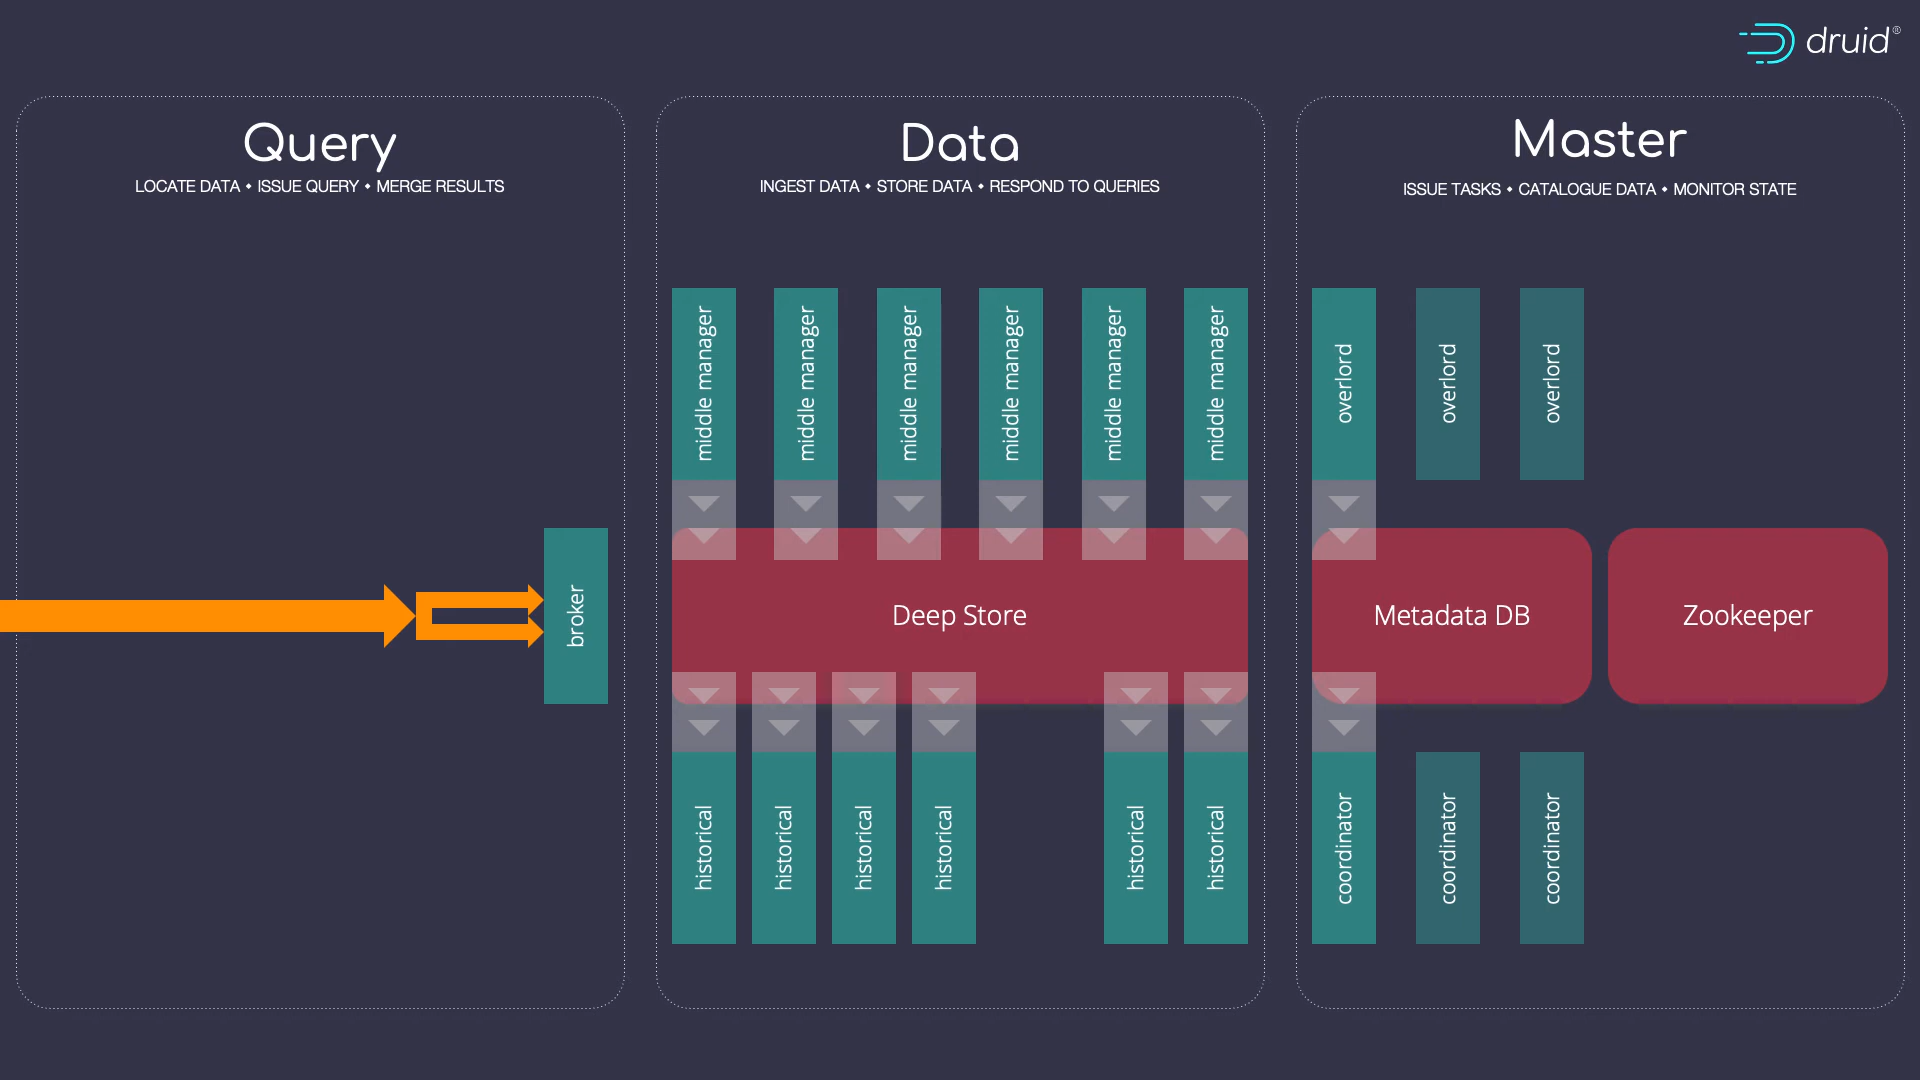 druid®
Query
LOCATE DATA • ISSUE QUERY • MERGE RESULTS
Data
INGEST DATA • STORE DATA • RESPOND TO QUERIES
Master
ISSUE TASKS • CATALOGUE DATA • MONITOR STATE
middle manager
middle manager
middle manager
middle manager
middle manager
middle manager
overlord
overlord
overlord
broker
Deep Store
Metadata DB
Zookeeper
historical
historical
historical
historical
historical
historical
coordinator
coordinator
coordinator